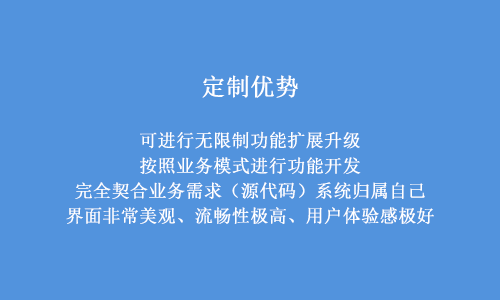 定制优势
可进行无限制功能扩展升级
按照业务模式进行功能开发
完全契合业务需求（源代码）系统归属自己
界面非常美观、流畅性极高、用户体验感极好